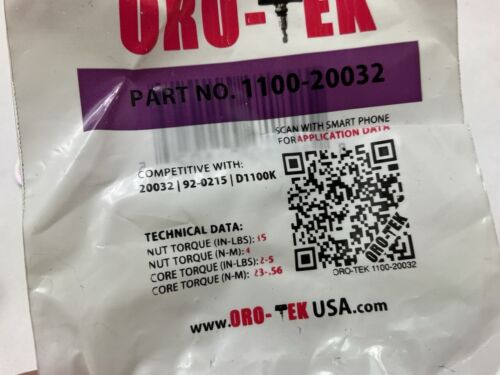 ORO-TEK
PART NO. 1100-20032
SCAN WITH SMART PHONE
FOR APPLICATION DATA
COMPETITIVE WITH:
20032 | 92-0215 | D1100K
TECHNICAL DATA:
NUT TORQUE (IN-LBS): 35
NUT TORQUE (N-M): 4
CORE TORQUE (IN-LBS): 2-5
CORE TORQUE (N-M): .23-.56
ORO-TEK
ORO-TEK 1100-20032
www.ORO-TEK USA.com